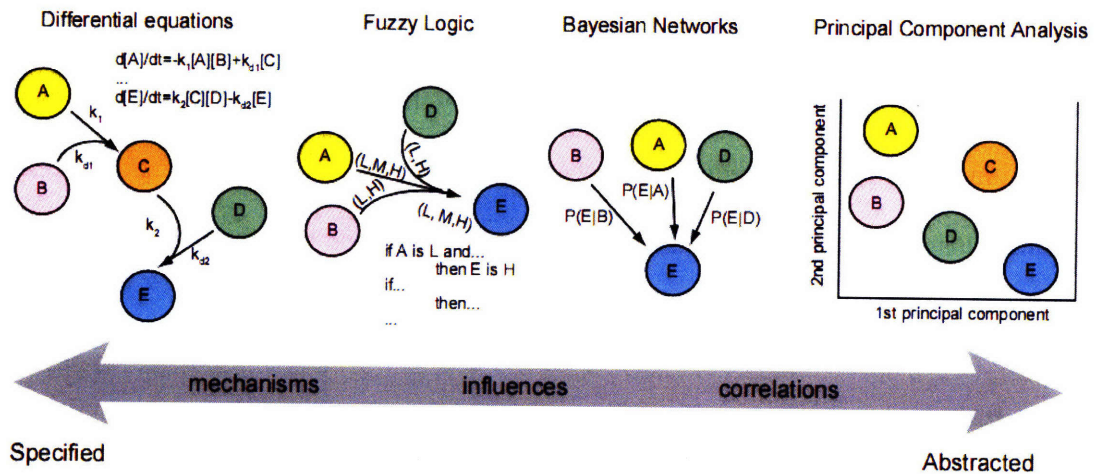 Differential equations
d[A]/dt=-k1[A][B]+kd1[C]
...
d[E]/dt=k2[C][D]-kd2[E]
A
k1
B
kd1
C
k2
D
kd2
E
Fuzzy Logic
D
A
(L,M,H)
(L,H)
B
(L,H)
(L, M,H)
E
if A is L and...
then E is H
if...
then...
...
Bayesian Networks
B
A
D
P(E|B)
P(E|A)
P(E|D)
E
Principal Component Analysis
2nd principal component
A
B
C
D
E
1st principal component
mechanisms
influences
correlations
Specified
Abstracted